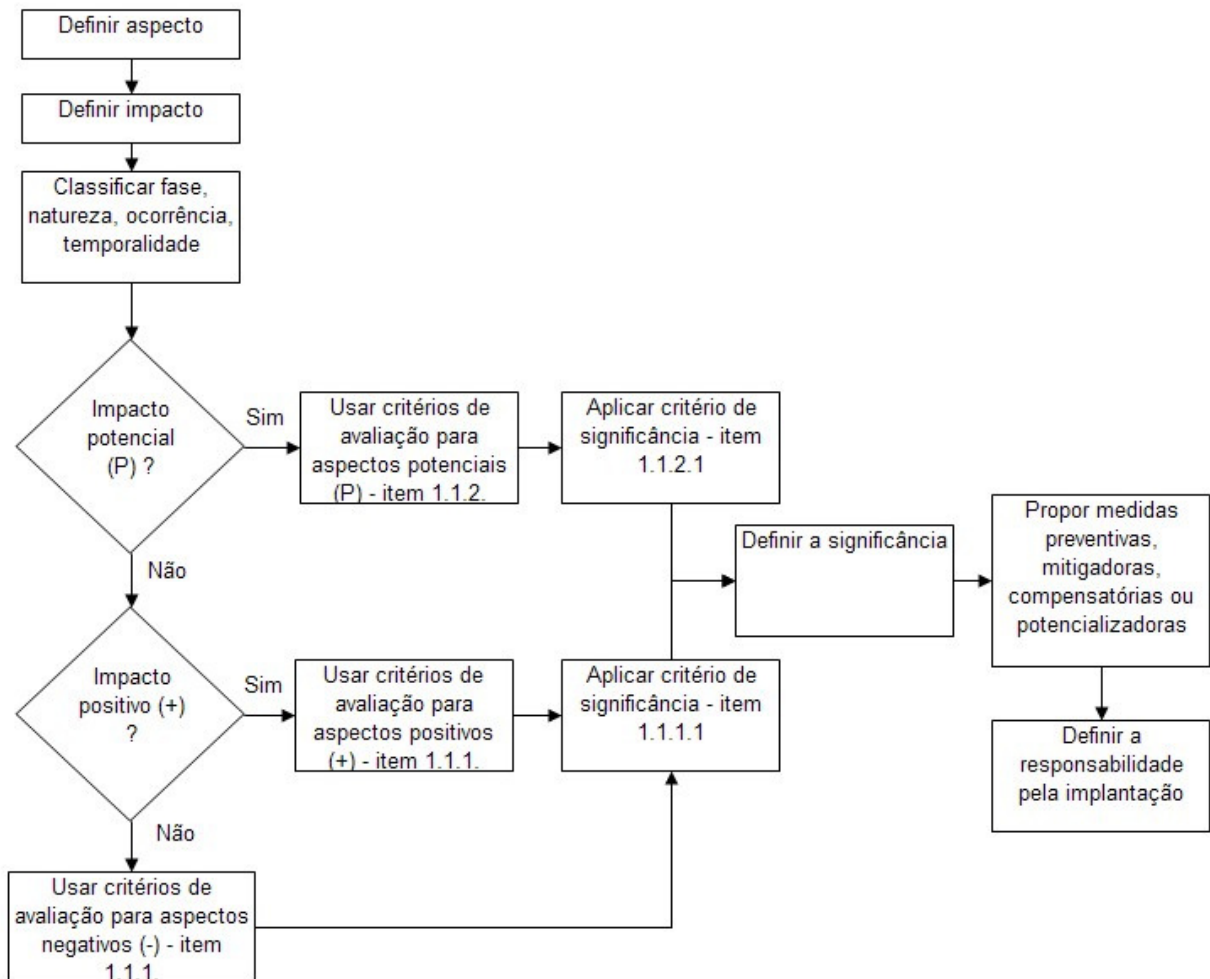 Definir aspecto
Definir impacto
Classificar fase,
natureza, ocorrência,
temporalidade
Impacto
potencial
(P) ?
Sim
Usar critérios de
avaliação para
aspectos potenciais
(P) - item 1.1.2.
Aplicar critério de
significância - item
1.1.2.1
Não
Definir a significância
Propor medidas
preventivas,
mitigadoras,
compensatórias ou
potencializadoras
Impacto
positivo (+)
?
Sim
Usar critérios de
avaliação para
aspectos positivos
(+) - item 1.1.1.
Aplicar critério de
significância - item
1.1.1.1
Definir a
responsabilidade
pela implantação
Não
Usar critérios de
avaliação para aspectos
negativos (-) - item
1.1.1.